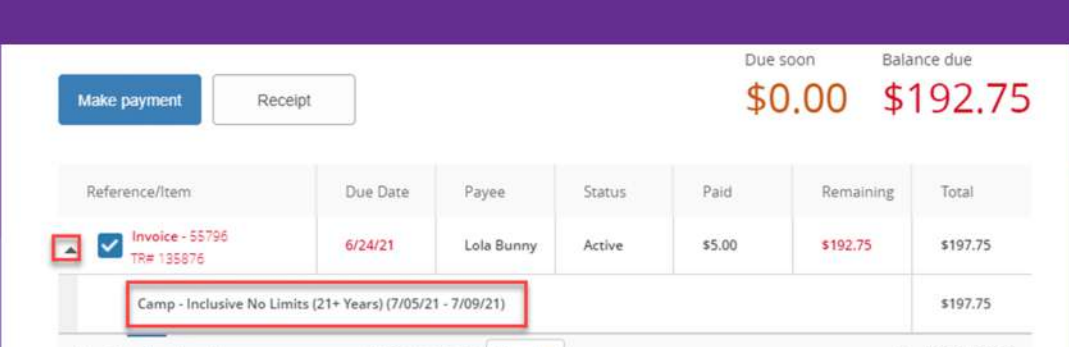 Due soon Balance due
Make payment Receipt $0.00 $192.75
Reference/Item Due Date Payee Status Paid Remaining Total
Invoice - 55796
TR# 135876
6/24/21 Lola Bunny Active $5.00 $192.75 $197.75
Camp - Inclusive No Limits (21+ Years) (7/05/21 - 7/09/21) $197.75